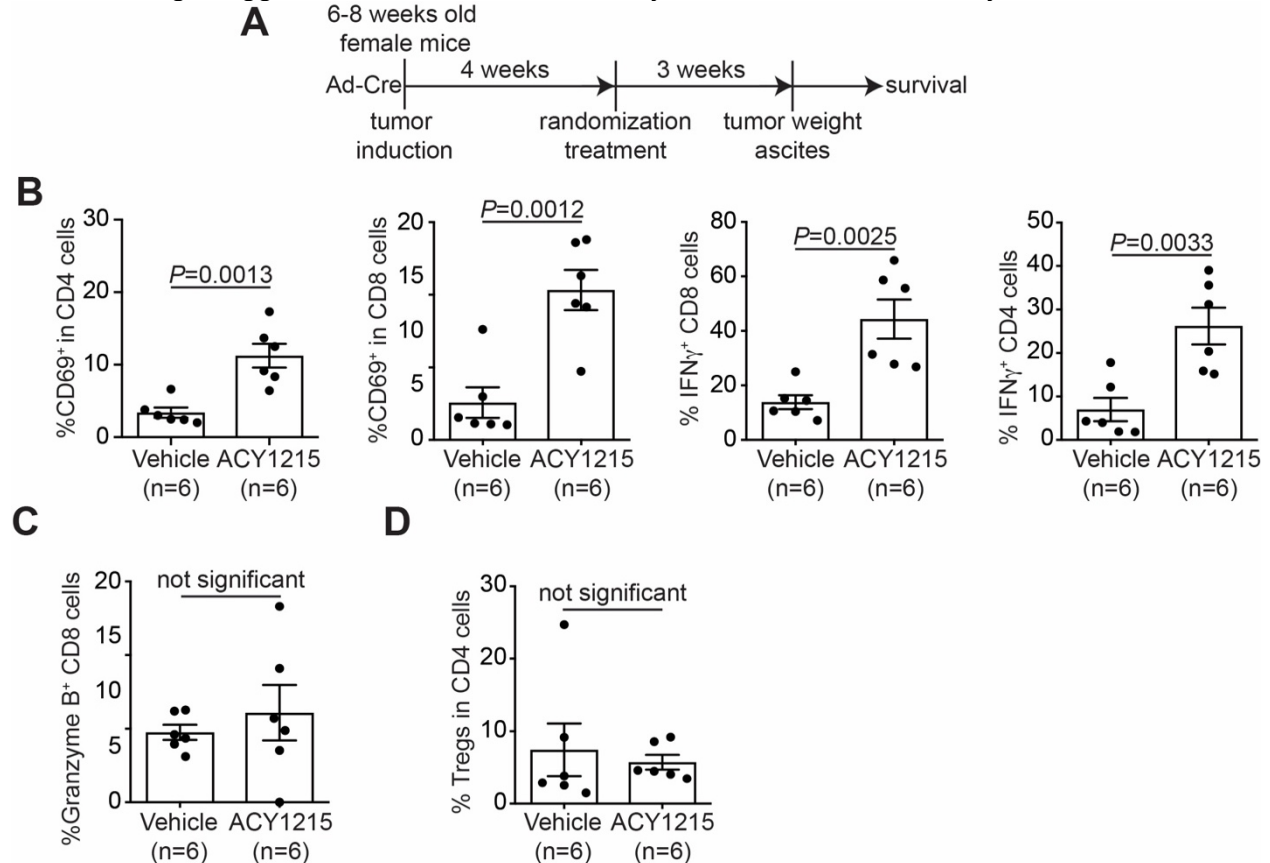 A
6-8 weeks old
female mice
Ad-Cre
4 weeks
3 weeks
survival
tumor
induction
randomization
treatment
tumor weight
ascites
B
%CD69⁺ in CD4 cells
30
20
10
0
P=0.0013
Vehicle ACY1215
(n=6) (n=6)
%CD69⁺ in CD8 cells
20
15
10
5
0
P=0.0012
Vehicle ACY1215
(n=6) (n=6)
% IFNγ⁺ CD8 cells
80
60
40
20
0
P=0.0025
Vehicle ACY1215
(n=6) (n=6)
% IFNγ⁺ CD4 cells
50
40
30
20
10
0
P=0.0033
Vehicle ACY1215
(n=6) (n=6)
C
%Granzyme B⁺ CD8 cells
20
15
10
5
0
not significant
Vehicle ACY1215
(n=6) (n=6)
D
% Tregs in CD4 cells
30
20
10
0
not significant
Vehicle ACY1215
(n=6) (n=6)